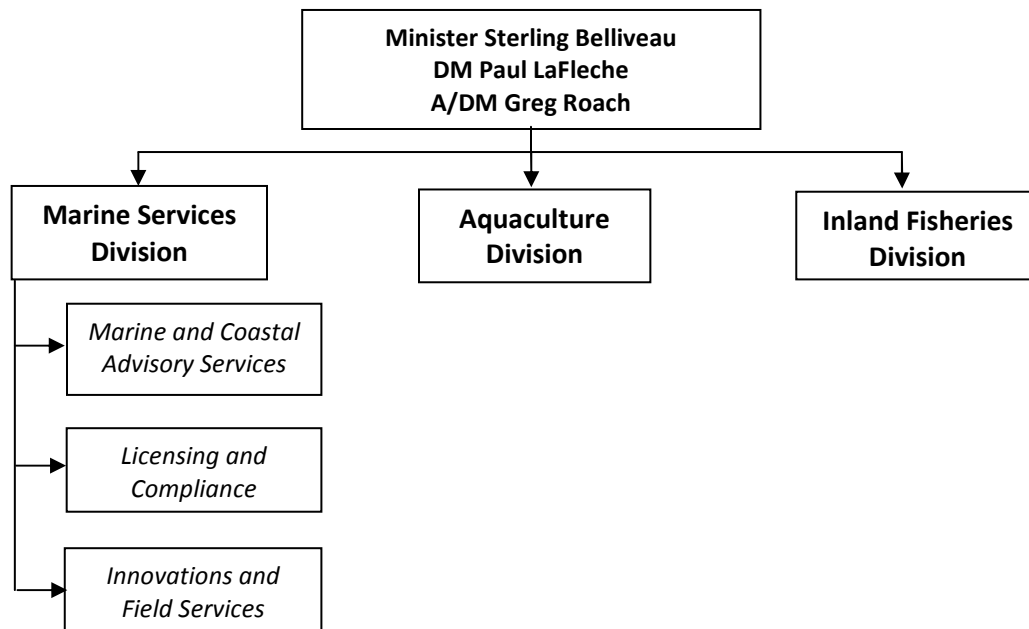 Minister Sterling Belliveau
DM Paul LaFleche
A/DM Greg Roach
Marine Services
Division
Aquaculture
Division
Inland Fisheries
Division
Marine and Coastal
Advisory Services
Licensing and
Compliance
Innovations and
Field Services